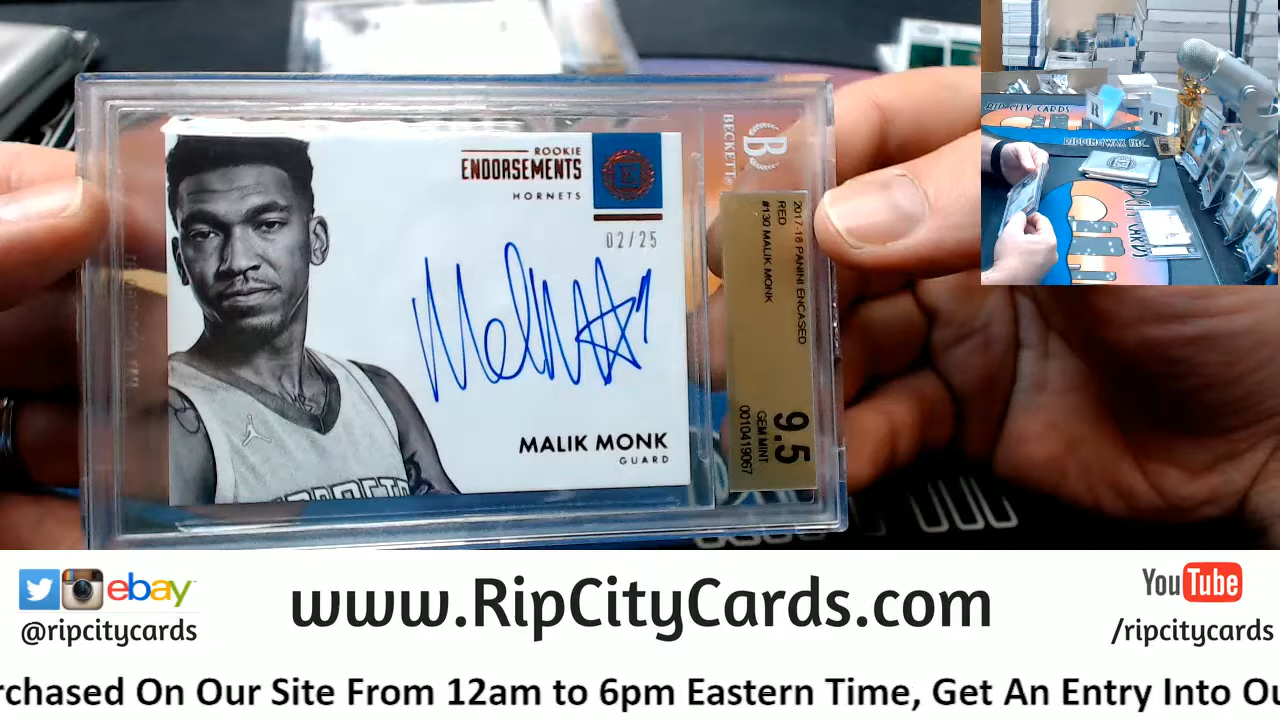 ROOKIE
ENDORSEMENTS
HORNETS
02/25
MALIK MONK
GUARD
BECKETT
B
2017-18 PANINI ENCASED
RED
#130 MALIK MONK
9.5
GEM MINT
0010419067
RIP CITY CARDS
R
T
RIPPINGWAX INC.
ebay
@ripcitycards
www.RipCityCards.com
YouTube
/ripcitycards
rchased On Our Site From 12am to 6pm Eastern Time, Get An Entry Into Ou